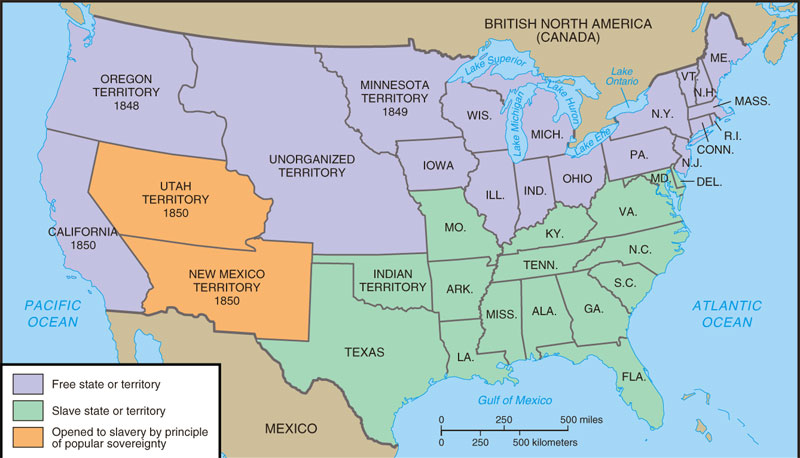 BRITISH NORTH AMERICA
(CANADA)
OREGON
TERRITORY
1848
MINNESOTA
TERRITORY
1849
Lake Superior
Lake Michigan
Lake Huron
Lake
Ontario
Lake Erie
ME.
VT.
N.H.
MASS.
N.Y.
R.I.
CONN.
WIS.
MICH.
UNORGANIZED
TERRITORY
IOWA
PA.
N.J.
ILL.
IND.
OHIO
MD.
DEL.
UTAH
TERRITORY
1850
CALIFORNIA
1850
MO.
KY.
VA.
NEW MEXICO
TERRITORY
1850
INDIAN
TERRITORY
TENN.
N.C.
ARK.
S.C.
MISS.
ALA.
GA.
PACIFIC
OCEAN
ATLANTIC
OCEAN
TEXAS
LA.
FLA.
Gulf of Mexico
MEXICO
Free state or territory
Slave state or territory
Opened to slavery by principle
of popular sovereignty
0 250 500 miles
0 250 500 kilometers